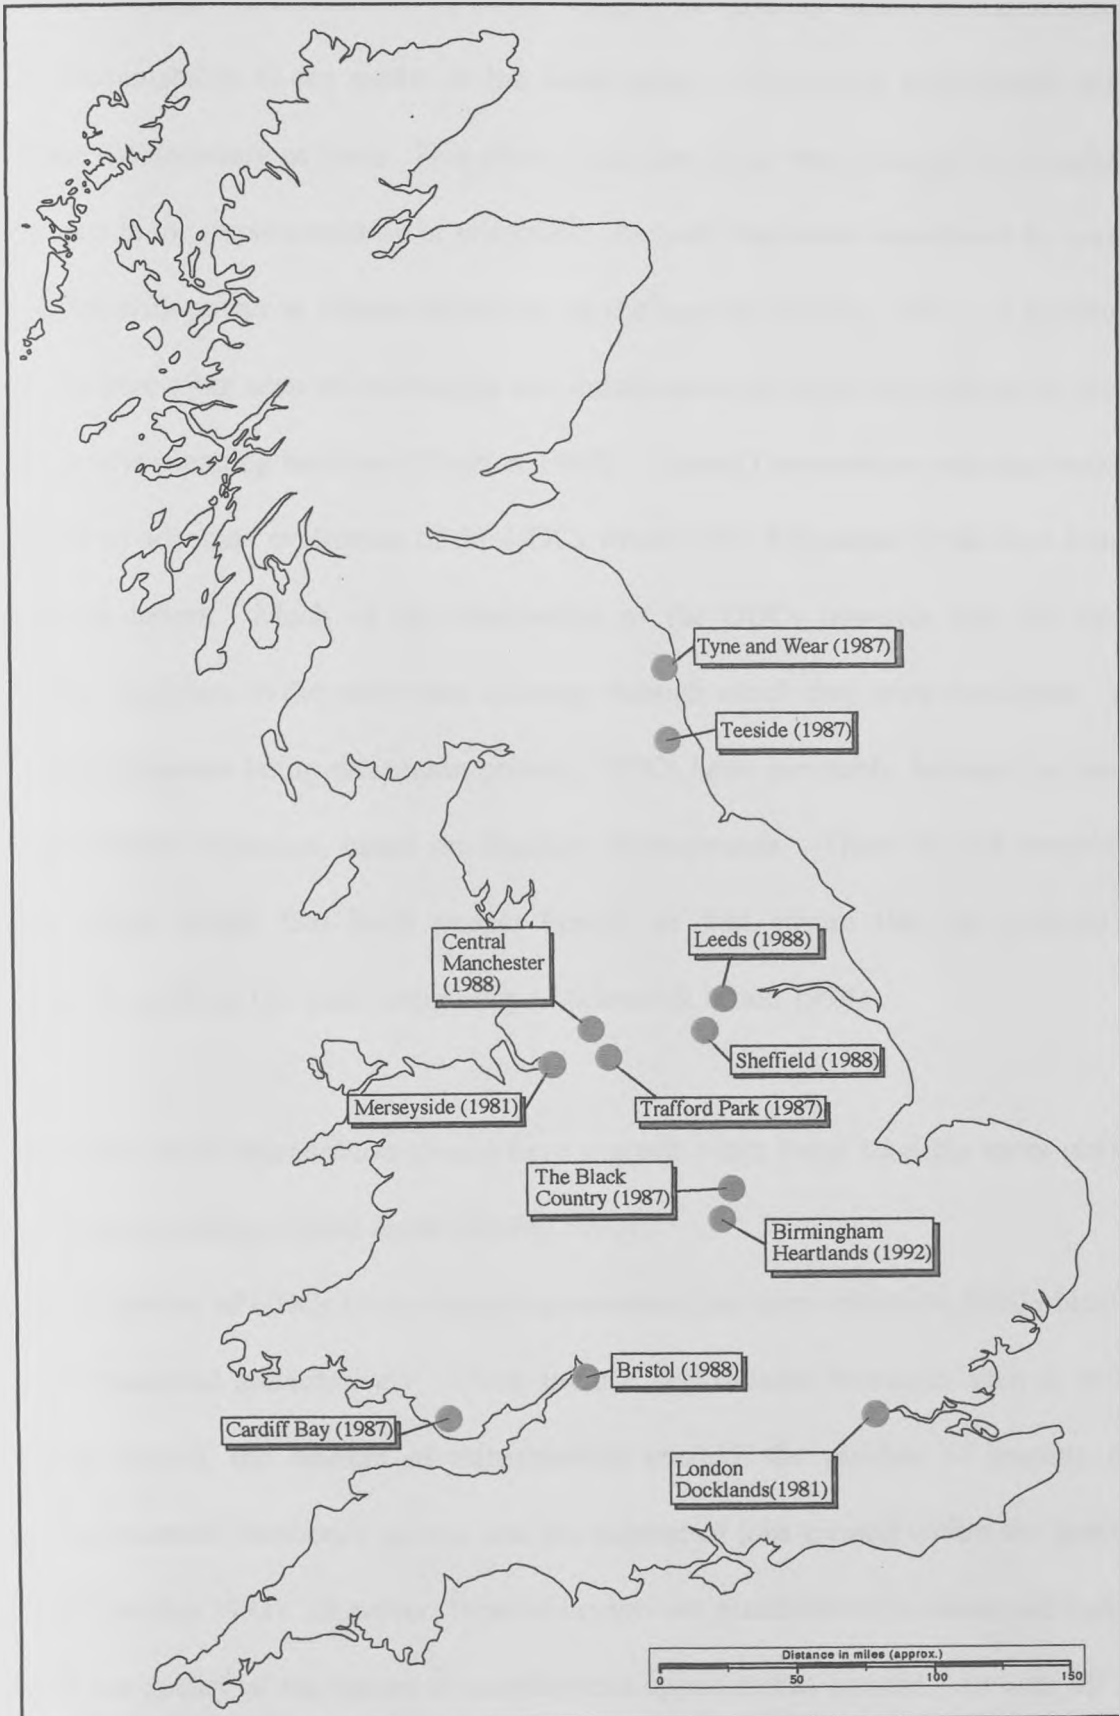 Tyne and Wear (1987)
Teeside (1987)
Central
Manchester
(1988)
Leeds (1988)
Sheffield (1988)
Merseyside (1981)
Trafford Park (1987)
The Black
Country (1987)
Birmingham
Heartlands (1992)
Bristol (1988)
Cardiff Bay (1987)
London
Docklands(1981)
Distance in miles (approx.)
0 50 100 150